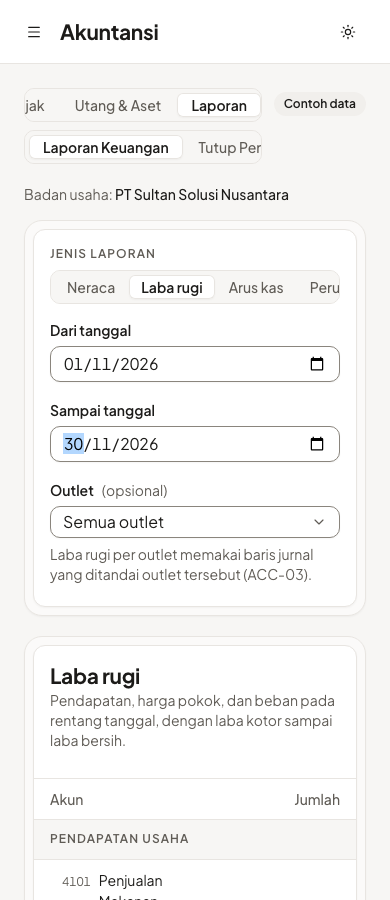 Akuntansi
jak Utang & Aset Laporan Contoh data
Laporan Keuangan Tutup Per
Badan usaha: PT Sultan Solusi Nusantara
JENIS LAPORAN
Neraca Laba rugi Arus kas Peru
Dari tanggal
01/11/2026
Sampai tanggal
30/11/2026
Outlet (opsional)
Semua outlet
Laba rugi per outlet memakai baris jurnal
yang ditandai outlet tersebut (ACC-03).
Laba rugi
Pendapatan, harga pokok, dan beban pada
rentang tanggal, dengan laba kotor sampai
laba bersih.
Akun Jumlah
PENDAPATAN USAHA
4101 Penjualan